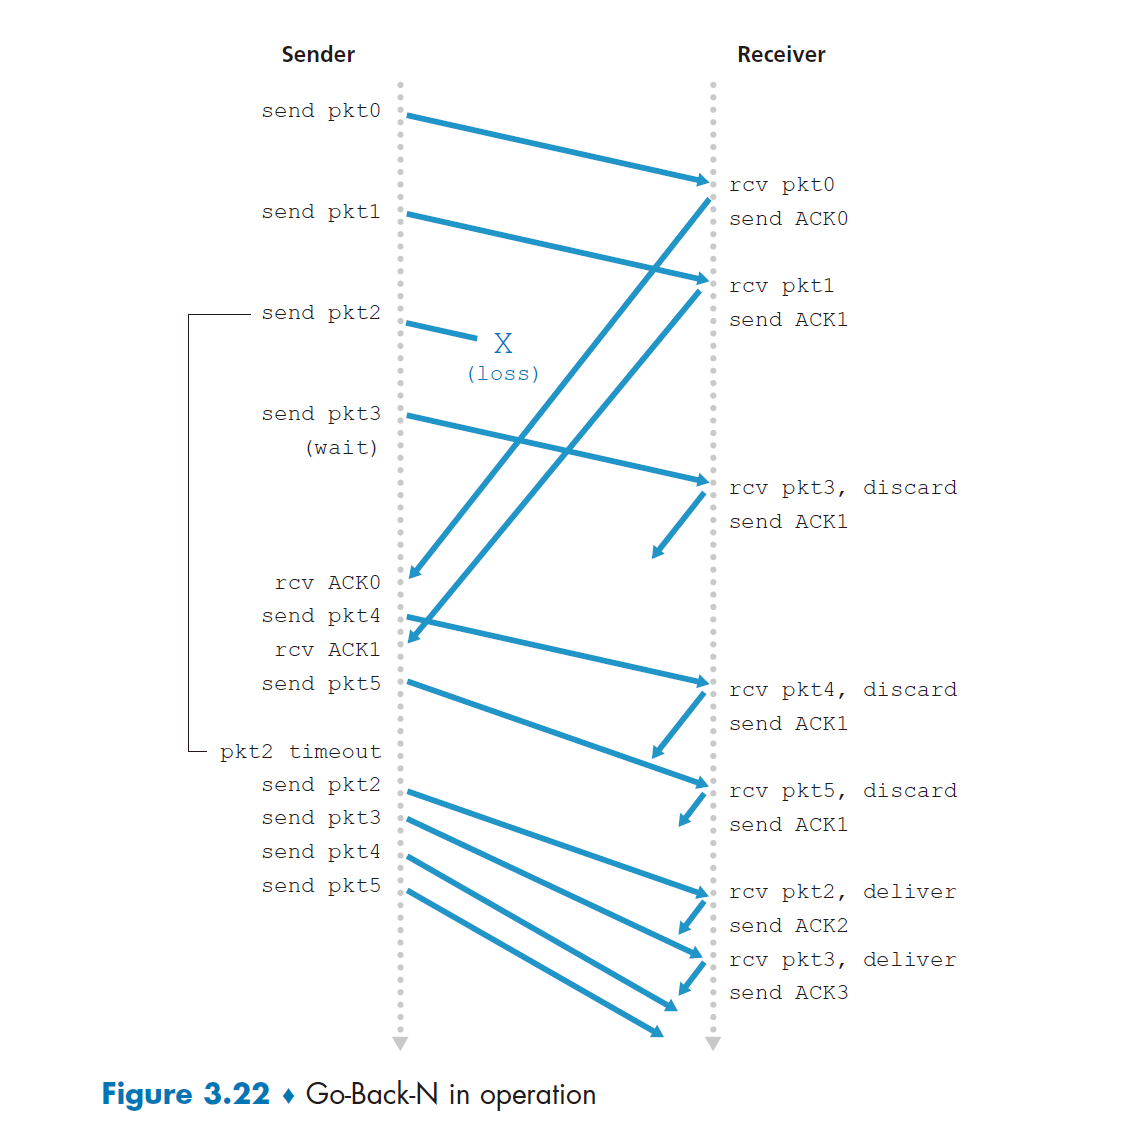 Sender
Receiver
send pkt0
rcv pkt0
send ACK0
send pkt1
rcv pkt1
send ACK1
send pkt2
X
(loss)
send pkt3
(wait)
rcv pkt3, discard
send ACK1
rcv ACK0
send pkt4
rcv ACK1
send pkt5
rcv pkt4, discard
send ACK1
pkt2 timeout
send pkt2
send pkt3
send pkt4
send pkt5
rcv pkt5, discard
send ACK1
rcv pkt2, deliver
send ACK2
rcv pkt3, deliver
send ACK3
Figure 3.22 ♦ Go-Back-N in operation